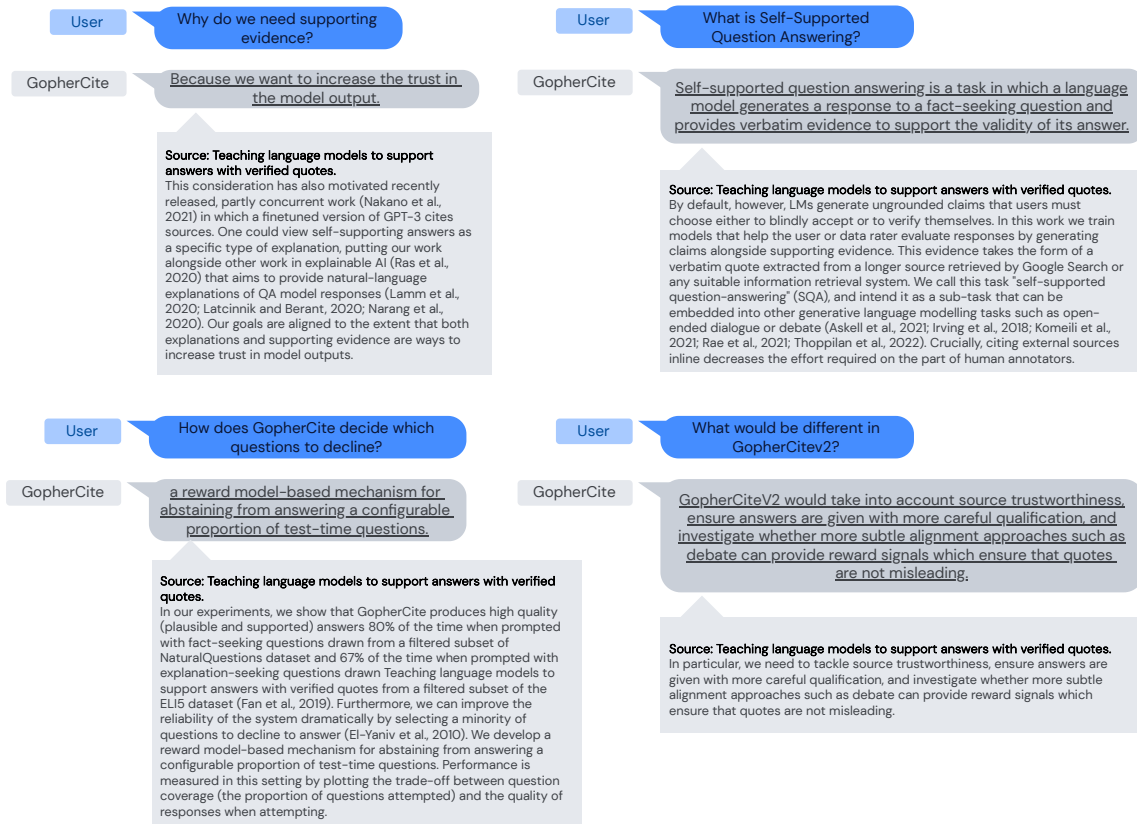 User
Why do we need supporting
evidence?
GopherCite
Because we want to increase the trust in
the model output.
Source: Teaching language models to support
answers with verified quotes.
This consideration has also motivated recently
released, partly concurrent work (Nakano et al.,
2021) in which a finetuned version of GPT-3 cites
sources. One could view self-supporting answers as
a specific type of explanation, putting our work
alongside other work in explainable AI (Ras et al.,
2020) that aims to provide natural-language
explanations of QA model responses (Lamm et al.,
2020; Latcinnik and Berant, 2020; Narang et al.,
2020). Our goals are aligned to the extent that both
explanations and supporting evidence are ways to
increase trust in model outputs.
User
What is Self-Supported
Question Answering?
GopherCite
Self-supported question answering is a task in which a language
model generates a response to a fact-seeking question and
provides verbatim evidence to support the validity of its answer.
Source: Teaching language models to support answers with verified quotes.
By default, however, LMs generate ungrounded claims that users must
choose either to blindly accept or to verify themselves. In this work we train
models that help the user or data rater evaluate responses by generating
claims alongside supporting evidence. This evidence takes the form of a
verbatim quote extracted from a longer source retrieved by Google Search or
any suitable information retrieval system. We call this task "self-supported
question-answering" (SQA), and intend it as a sub-task that can be
embedded into other generative language modelling tasks such as open-
ended dialogue or debate (Askell et al., 2021; Irving et al., 2018; Komeili et al.,
2021; Rae et al., 2021; Thoppilan et al., 2022). Crucially, citing external sources
inline decreases the effort required on the part of human annotators.
User
How does GopherCite decide which
questions to decline?
GopherCite
a reward model-based mechanism for
abstaining from answering a configurable
proportion of test-time questions.
Source: Teaching language models to support answers with verified
quotes.
In our experiments, we show that GopherCite produces high quality
(plausible and supported) answers 80% of the time when prompted
with fact-seeking questions drawn from a filtered subset of
NaturalQuestions dataset and 67% of the time when prompted with
explanation-seeking questions drawn Teaching language models to
support answers with verified quotes from a filtered subset of the
ELI5 dataset (Fan et al., 2019). Furthermore, we can improve the
reliability of the system dramatically by selecting a minority of
questions to decline to answer (El-Yaniv et al., 2010). We develop a
reward model-based mechanism for abstaining from answering a
configurable proportion of test-time questions. Performance is
measured in this setting by plotting the trade-off between question
coverage (the proportion of questions attempted) and the quality of
responses when attempting.
User
What would be different in
GopherCitev2?
GopherCite
GopherCiteV2 would take into account source trustworthiness,
ensure answers are given with more careful qualification, and
investigate whether more subtle alignment approaches such as
debate can provide reward signals which ensure that quotes
are not misleading.
Source: Teaching language models to support answers with verified quotes.
In particular, we need to tackle source trustworthiness, ensure answers are
given with more careful qualification, and investigate whether more subtle
alignment approaches such as debate can provide reward signals which
ensure that quotes are not misleading.